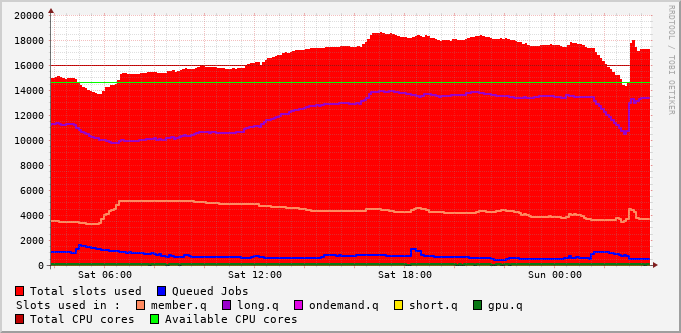 RRDTOOL / TOBI OETIKER
20000
18000
16000
14000
12000
10000
8000
6000
4000
2000
0
Sat 06:00 Sat 12:00 Sat 18:00 Sun 00:00
Total slots used Queued Jobs
Slots used in : member.q long.q ondemand.q short.q gpu.q
Total CPU cores Available CPU cores